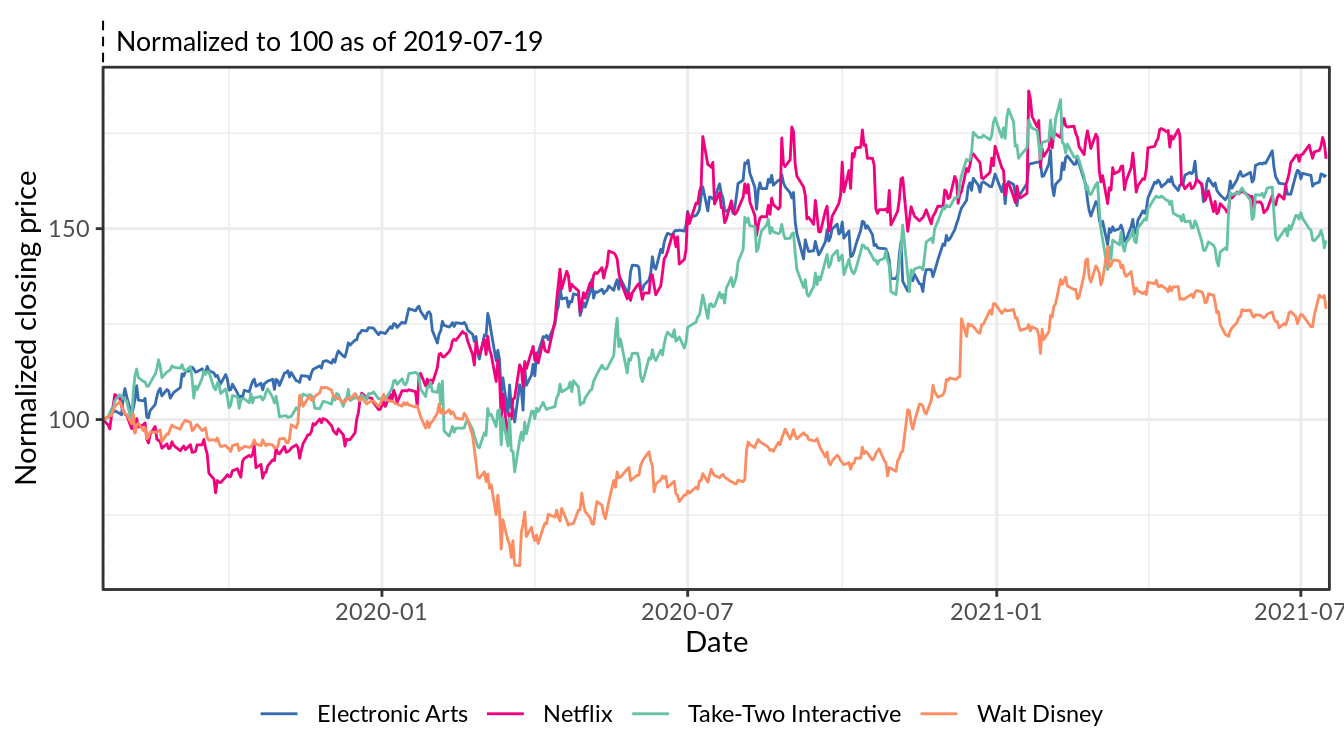 Normalized to 100 as of 2019-07-19
Normalized closing price
150
100
2020-01 2020-07 2021-01 2021-07
Date
Electronic Arts Netflix Take-Two Interactive Walt Disney